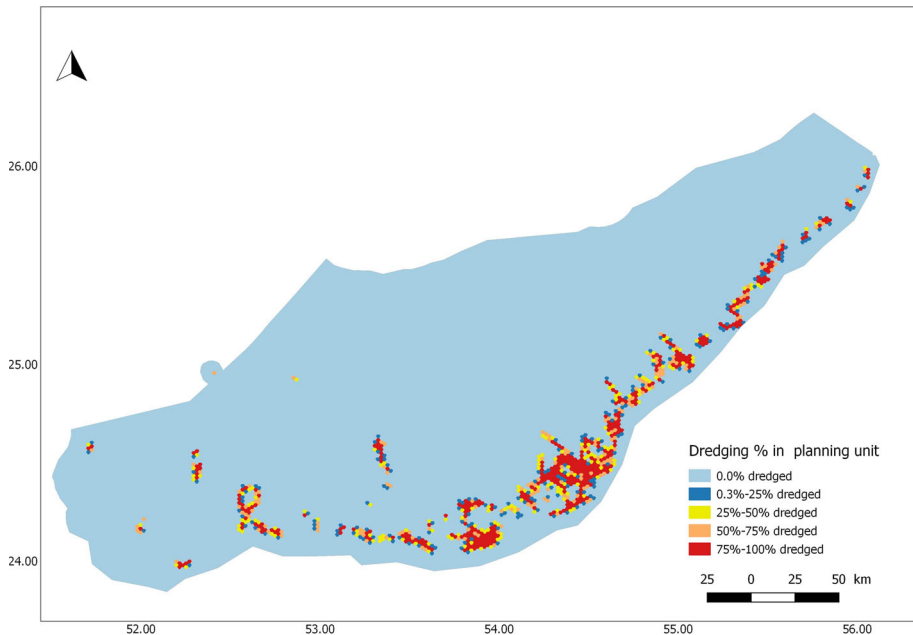 26.00
25.00
24.00
Dredging % in planning unit
0.0% dredged
0.3%-25% dredged
25%-50% dredged
50%-75% dredged
75%-100% dredged
25 0 25 50 km
52.00 53.00 54.00 55.00 56.00